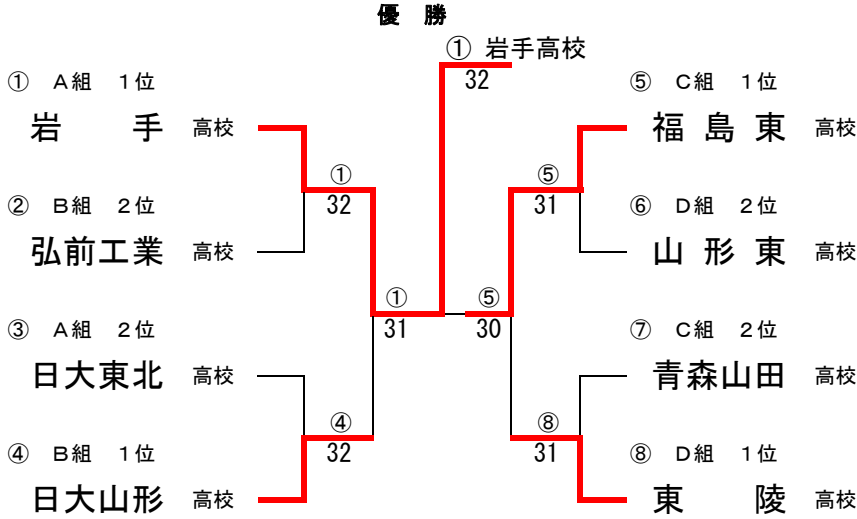 優 勝
① 岩手高校
32
① A組 1位
岩 手 高校
⑤ C組 1位
福島東 高校
①
32
⑤
31
② B組 2位
弘前工業 高校
⑥ D組 2位
山形東 高校
①
31
⑤
30
③ A組 2位
日大東北 高校
⑦ C組 2位
青森山田 高校
④
32
⑧
31
④ B組 1位
日大山形 高校
⑧ D組 1位
東 陵 高校